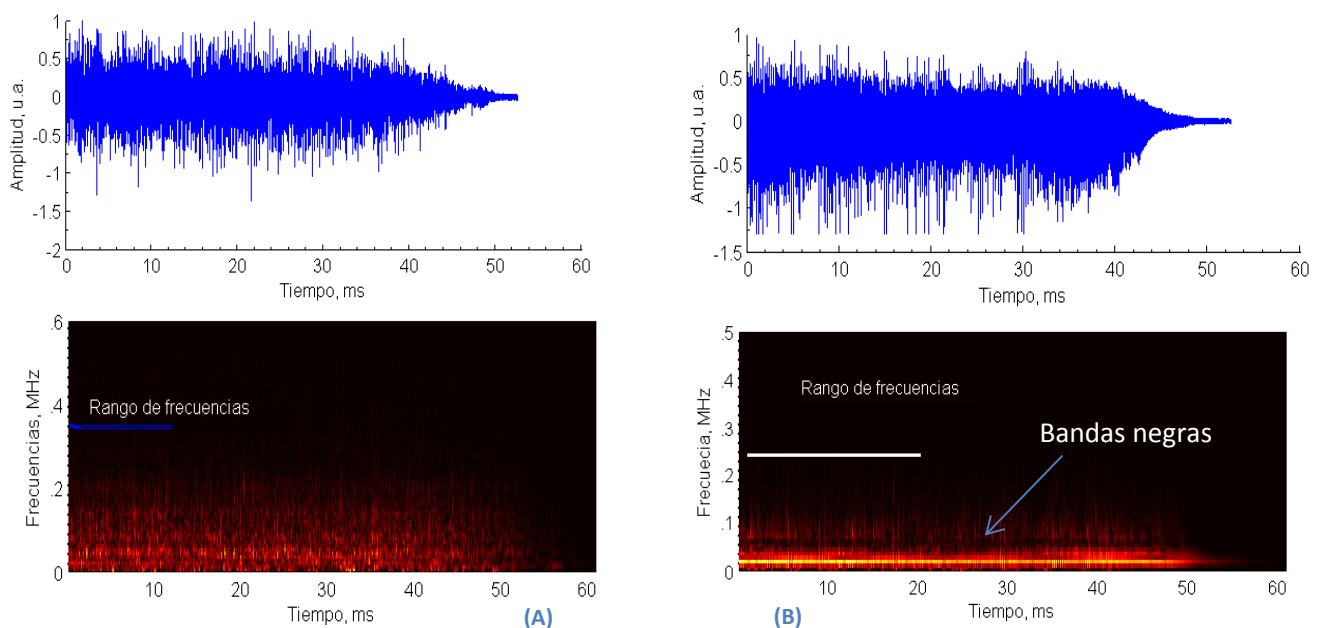 1
0.5
0
-0.5
-1
-1.5
-2
Amplitud, u.a.
0 10 20 30 40 50 60
Tiempo, ms
1
0.5
0
-0.5
-1
-1.5
Amplitud, u.a.
0 10 20 30 40 50 60
Tiempo, ms
.6
.4
.2
0
Frecuencias, MHz
Rango de frecuencias
10 20 30 40 50 60
Tiempo, ms
(A)
.5
.4
.3
.2
.1
0
Frecuecia, MHz
Rango de frecuencias
Bandas negras
10 20 30 40 50 60
Tiempo, ms
(B)